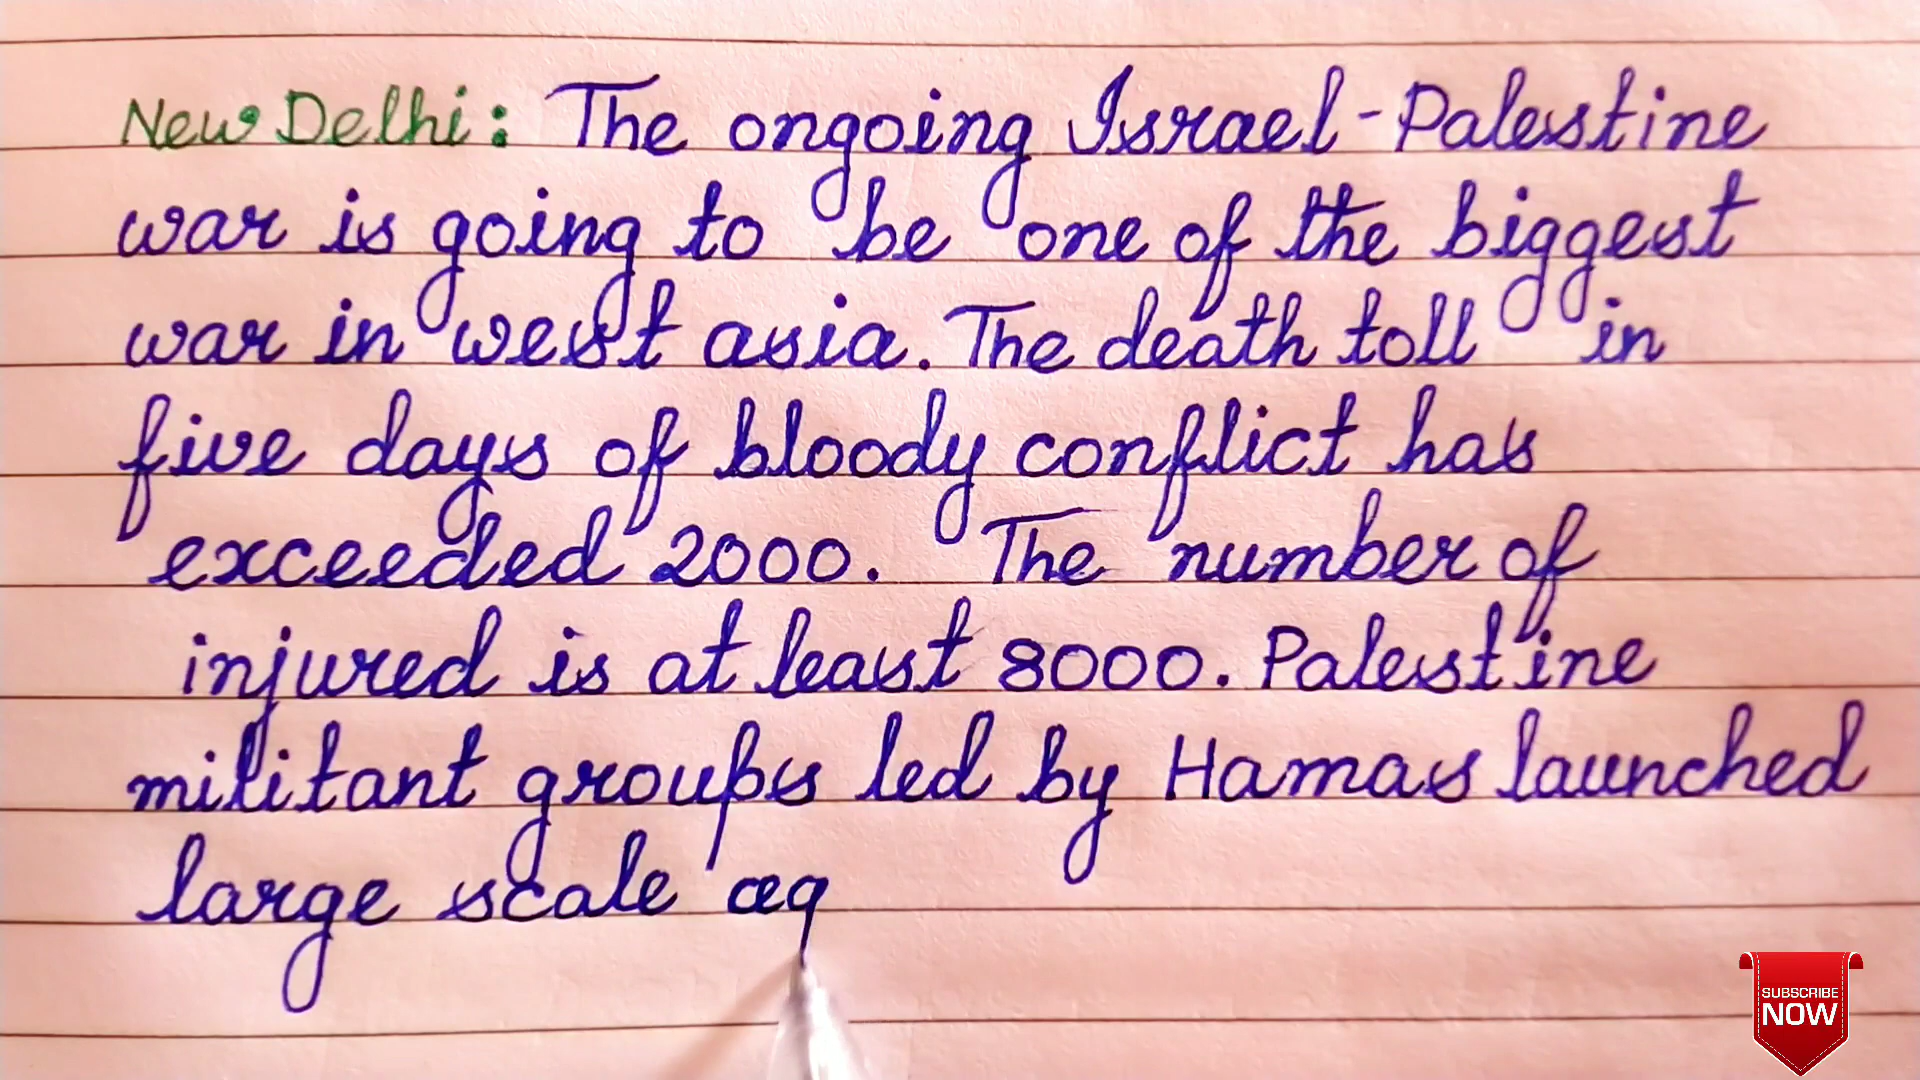 New Delhi: The ongoing Israel-Palestine
war is going to be one of the biggest
war in west asia. The death toll in
five days of bloody conflict has
exceeded 2000. The number of
injured is at least 8000. Palestine
militant groups led by Hamas launched
large scale
SUBSCRIBE
NOW